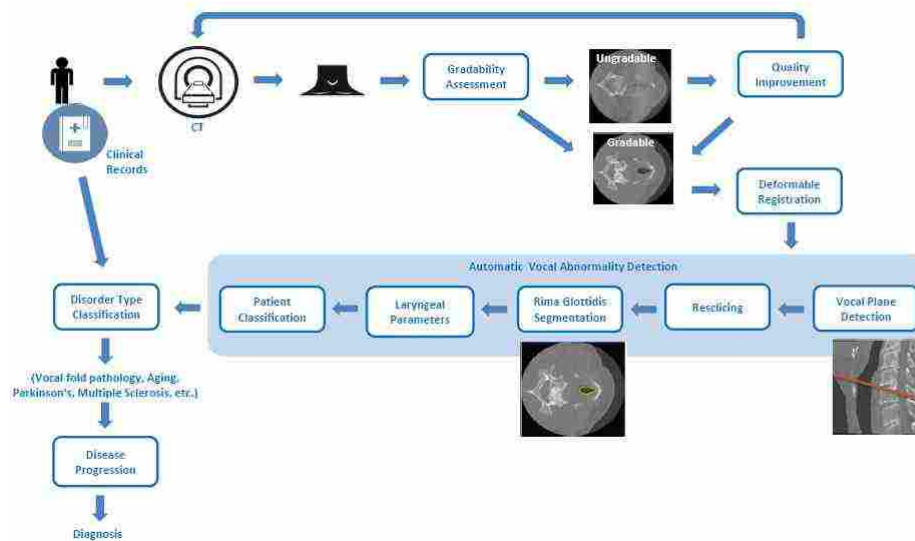 Gradability
Assessment
Ungradable
Quality
Improvement
CT
Clinical
Records
Gradable
Deformable
Registration
Automatic Vocal Abnormality Detection
Disorder Type
Classification
Patient
Classification
Laryngeal
Parameters
Rima Glottidis
Segmentation
Resclicing
Vocal Plane
Detection
(Vocal fold pathology, Aging,
Parkinson's, Multiple Sclerosis, etc.)
Disease
Progression
Diagnosis